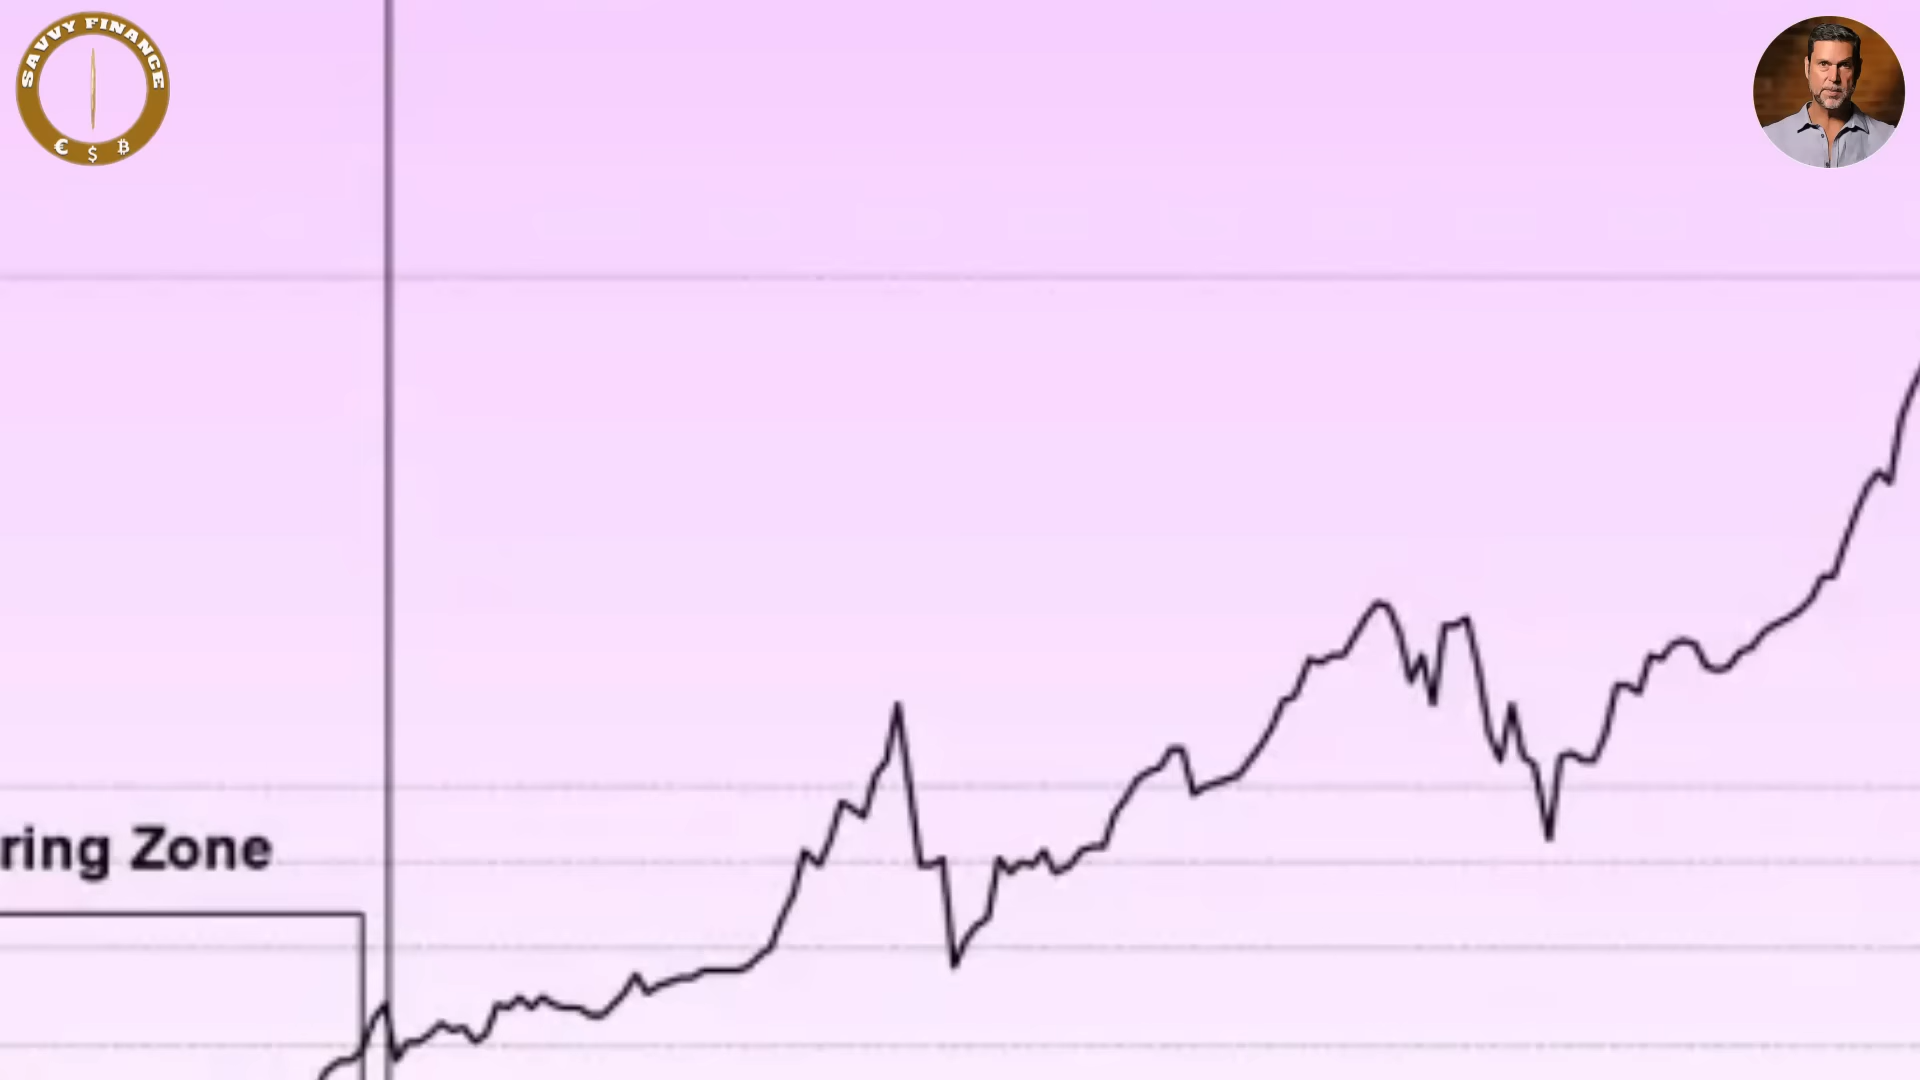 SAVVY FINANCE
€ $ ₿
ring Zone